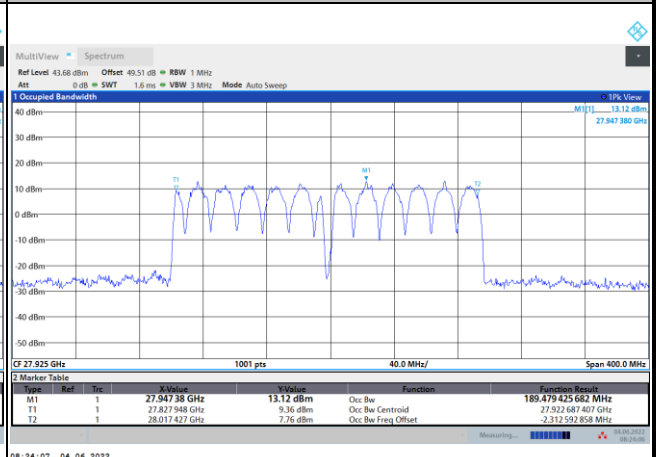 MultiView Spectrum
Ref Level 43.68 dBm Offset 49.51 dB RBW 1 MHz
Att 0 dB SWT 1.6 ms VBW 3 MHz Mode Auto Sweep
1 Occupied Bandwidth 1Pk View
M1[1] 13.12 dBm
27.947 380 GHz
40 dBm
30 dBm
20 dBm
T1 M1 T2
10 dBm
0 dBm
-10 dBm
-20 dBm
-30 dBm
-40 dBm
-50 dBm
CF 27.925 GHz 1001 pts 40.0 MHz/ Span 400.0 MHz
2 Marker Table
Type Ref Trc X-Value Y-Value Function Function Result
M1 1 27.947 38 GHz 13.12 dBm Occ Bw 189.479 425 682 MHz
T1 1 27.827 948 GHz 9.36 dBm Occ Bw Centroid 27.922 687 407 GHz
T2 1 28.017 427 GHz 7.76 dBm Occ Bw Freq Offset -2.312 592 858 MHz
Measuring... 04.06.2022
08:24:06
08:24:07 04.06.2022